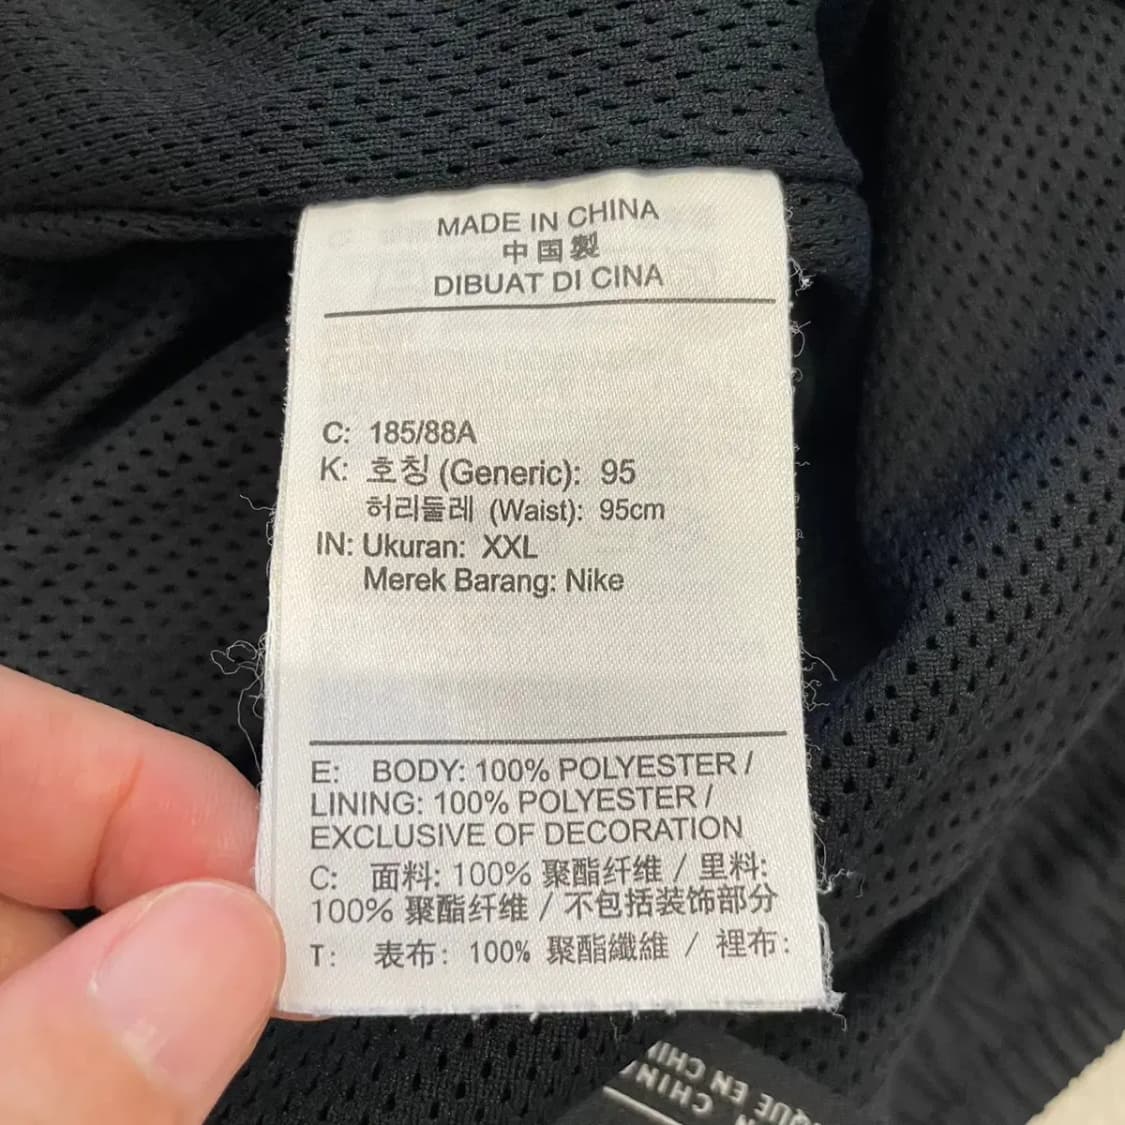 MADE IN CHINA
中国製
DIBUAT DI CINA
C: 185/88A
K: 호칭 (Generic): 95
허리둘레 (Waist): 95cm
IN: Ukuran: XXL
Merek Barang: Nike
E: BODY: 100% POLYESTER /
LINING: 100% POLYESTER /
EXCLUSIVE OF DECORATION
C: 面料: 100% 聚酯纤维 / 里料:
100% 聚酯纤维 / 不包括装饰部分
T: 表布: 100% 聚酯纖維 / 裡布: